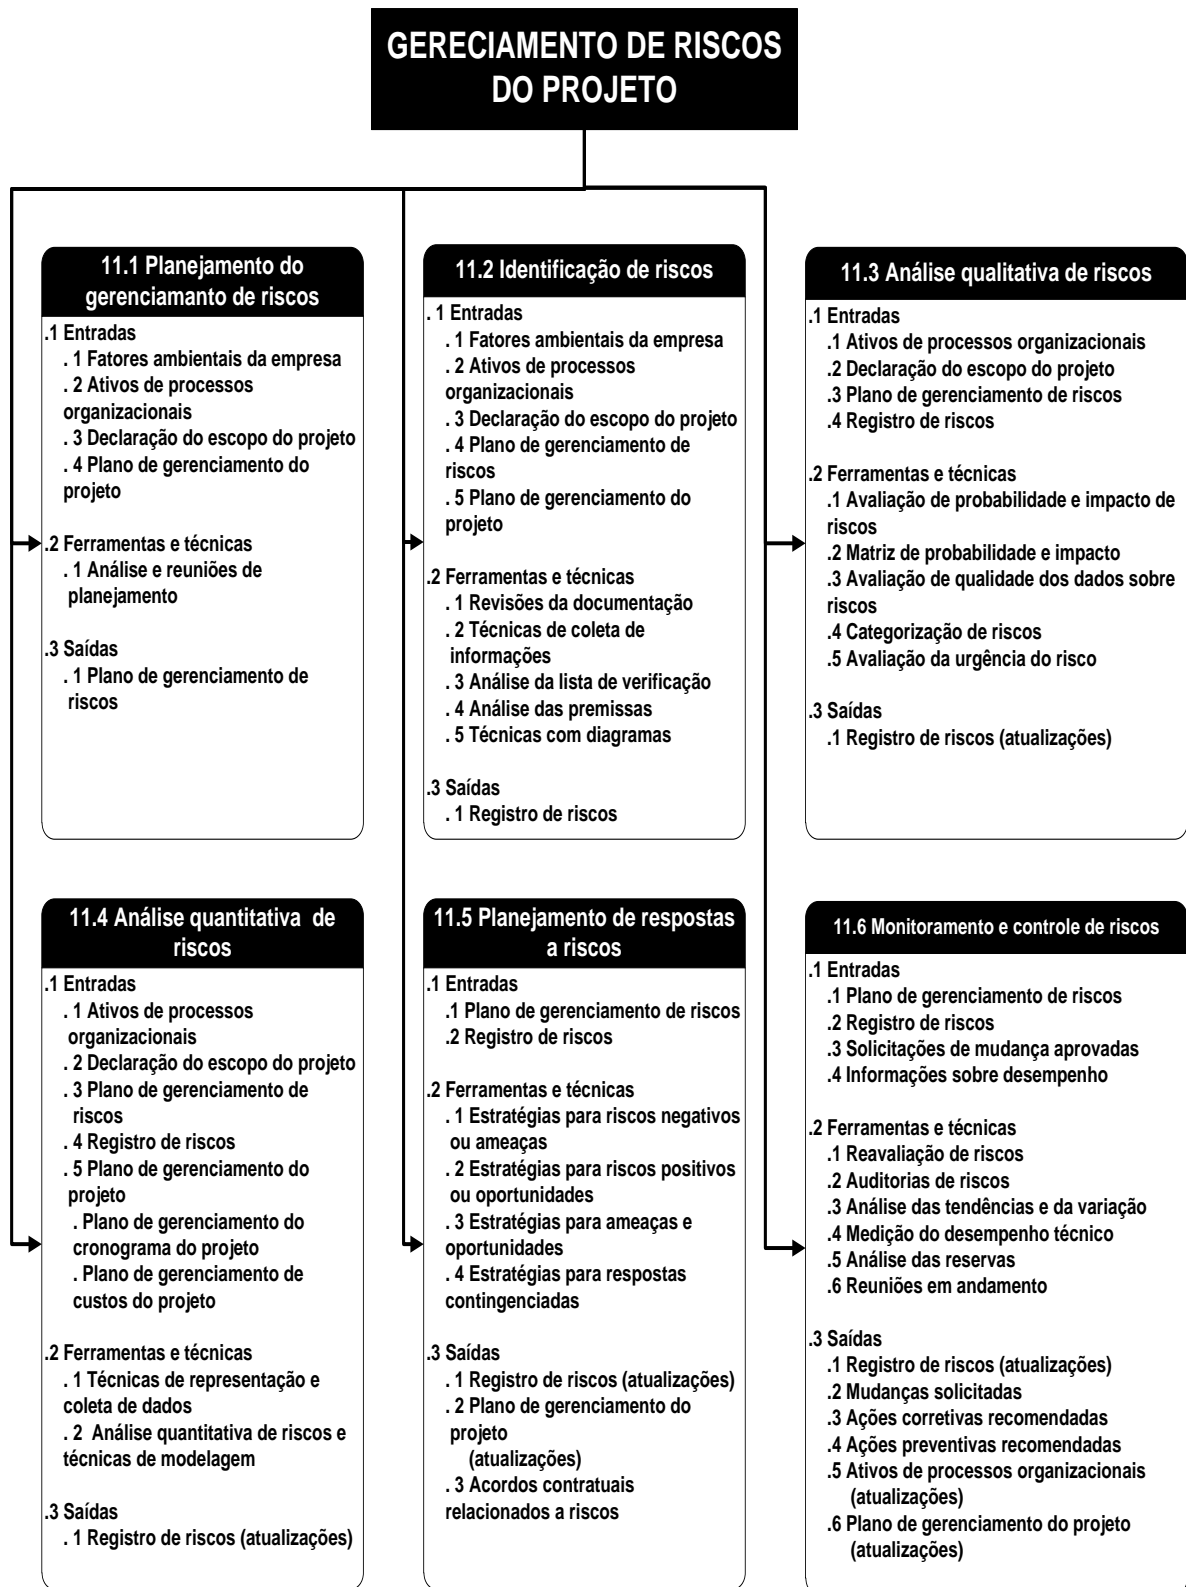 GERECIAMENTO DE RISCOS
DO PROJETO
11.1 Planejamento do
gerenciamanto de riscos
.1 Entradas
. 1 Fatores ambientais da empresa
. 2 Ativos de processos
organizacionais
. 3 Declaração do escopo do projeto
. 4 Plano de gerenciamento do
projeto
.2 Ferramentas e técnicas
. 1 Análise e reuniões de
planejamento
.3 Saídas
. 1 Plano de gerenciamento de
riscos
11.2 Identificação de riscos
. 1 Entradas
. 1 Fatores ambientais da empresa
. 2 Ativos de processos
organizacionais
. 3 Declaração do escopo do projeto
. 4 Plano de gerenciamento de
riscos
. 5 Plano de gerenciamento do
projeto
.2 Ferramentas e técnicas
. 1 Revisões da documentação
. 2 Técnicas de coleta de
informações
. 3 Análise da lista de verificação
. 4 Análise das premissas
. 5 Técnicas com diagramas
.3 Saídas
. 1 Registro de riscos
11.3 Análise qualitativa de riscos
.1 Entradas
.1 Ativos de processos organizacionais
.2 Declaração do escopo do projeto
.3 Plano de gerenciamento de riscos
.4 Registro de riscos
.2 Ferramentas e técnicas
.1 Avaliação de probabilidade e impacto de
riscos
.2 Matriz de probabilidade e impacto
.3 Avaliação de qualidade dos dados sobre
riscos
.4 Categorização de riscos
.5 Avaliação da urgência do risco
.3 Saídas
.1 Registro de riscos (atualizações)
11.4 Análise quantitativa de
riscos
.1 Entradas
. 1 Ativos de processos
organizacionais
. 2 Declaração do escopo do projeto
. 3 Plano de gerenciamento de
riscos
. 4 Registro de riscos
. 5 Plano de gerenciamento do
projeto
. Plano de gerenciamento do
cronograma do projeto
. Plano de gerenciamento de
custos do projeto
.2 Ferramentas e técnicas
. 1 Técnicas de representação e
coleta de dados
. 2 Análise quantitativa de riscos e
técnicas de modelagem
.3 Saídas
. 1 Registro de riscos (atualizações)
11.5 Planejamento de respostas
a riscos
.1 Entradas
.1 Plano de gerenciamento de riscos
.2 Registro de riscos
.2 Ferramentas e técnicas
. 1 Estratégias para riscos negativos
ou ameaças
. 2 Estratégias para riscos positivos
ou oportunidades
. 3 Estratégias para ameaças e
oportunidades
. 4 Estratégias para respostas
contingenciadas
.3 Saídas
. 1 Registro de riscos (atualizações)
. 2 Plano de gerenciamento do
projeto
(atualizações)
. 3 Acordos contratuais
relacionados a riscos
11.6 Monitoramento e controle de riscos
.1 Entradas
.1 Plano de gerenciamento de riscos
.2 Registro de riscos
.3 Solicitações de mudança aprovadas
.4 Informações sobre desempenho
.2 Ferramentas e técnicas
.1 Reavaliação de riscos
.2 Auditorias de riscos
.3 Análise das tendências e da variação
.4 Medição do desempenho técnico
.5 Análise das reservas
.6 Reuniões em andamento
.3 Saídas
.1 Registro de riscos (atualizações)
.2 Mudanças solicitadas
.3 Ações corretivas recomendadas
.4 Ações preventivas recomendadas
.5 Ativos de processos organizacionais
(atualizações)
.6 Plano de gerenciamento do projeto
(atualizações)